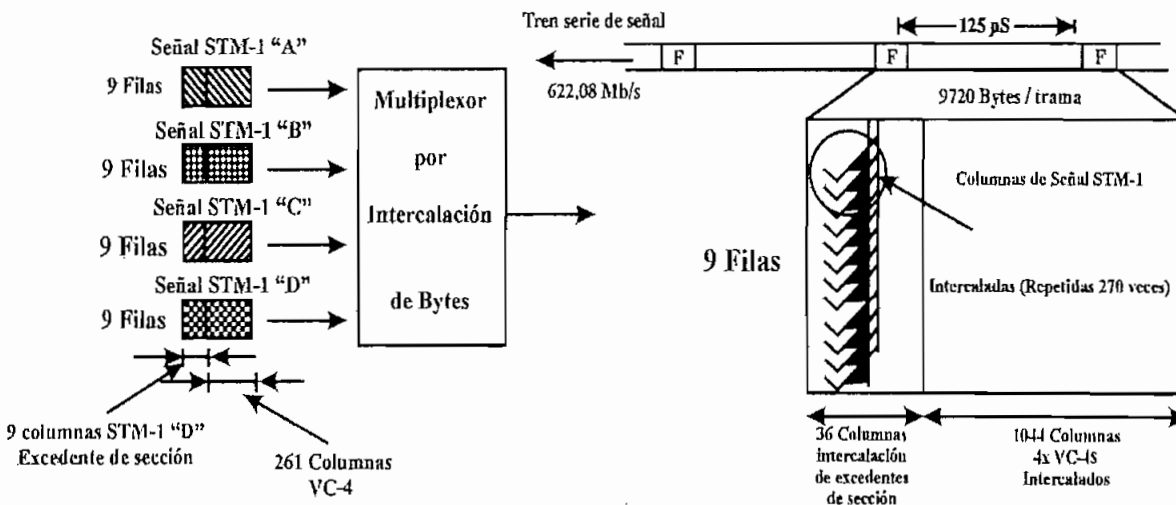 Tren serie de señal
125 µS
F
F
F
622,08 Mb/s
9720 Bytes / trama
Señal STM-1 “A”
9 Filas
Señal STM-1 “B”
9 Filas
Señal STM-1 “C”
9 Filas
Señal STM-1 “D”
9 Filas
Multiplexor
por
Intercalación
de Bytes
9 columnas STM-1 “D”
Excedente de sección
261 Columnas
VC-4
9 Filas
Columnas de Señal STM-1
Intercaladas (Repetidas 270 veces)
36 Columnas
intercalación
de excedentes
de sección
1044 Columnas
4x VC-4s
Intercalados